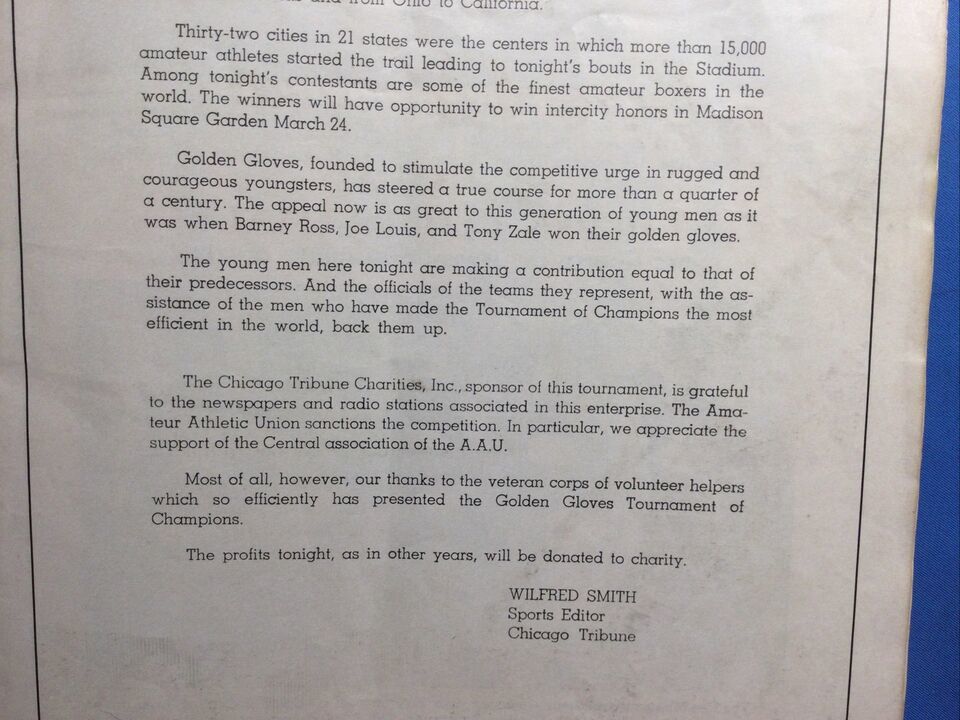 and from Ohio to California.
Thirty-two cities in 21 states were the centers in which more than 15,000
amateur athletes started the trail leading to tonight's bouts in the Stadium.
Among tonight's contestants are some of the finest amateur boxers in the
world. The winners will have opportunity to win intercity honors in Madison
Square Garden March 24.
Golden Gloves, founded to stimulate the competitive urge in rugged and
courageous youngsters, has steered a true course for more than a quarter of
a century. The appeal now is as great to this generation of young men as it
was when Barney Ross, Joe Louis, and Tony Zale won their golden gloves.
The young men here tonight are making a contribution equal to that of
their predecessors. And the officials of the teams they represent, with the as-
sistance of the men who have made the Tournament of Champions the most
efficient in the world, back them up.
The Chicago Tribune Charities, Inc., sponsor of this tournament, is grateful
to the newspapers and radio stations associated in this enterprise. The Ama-
teur Athletic Union sanctions the competition. In particular, we appreciate the
support of the Central association of the A.A.U.
Most of all, however, our thanks to the veteran corps of volunteer helpers
which so efficiently has presented the Golden Gloves Tournament of
Champions.
The profits tonight, as in other years, will be donated to charity.
WILFRED SMITH
Sports Editor
Chicago Tribune